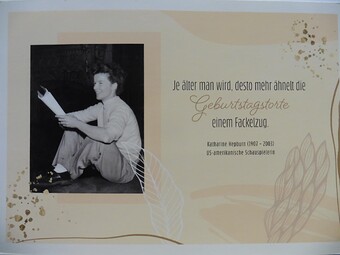 Je älter man wird, desto mehr ähnelt die
Geburtstagstorte
einem Fackelzug.
Katharine Hepburn (1907 – 2003)
US-amerikanische Schauspielerin